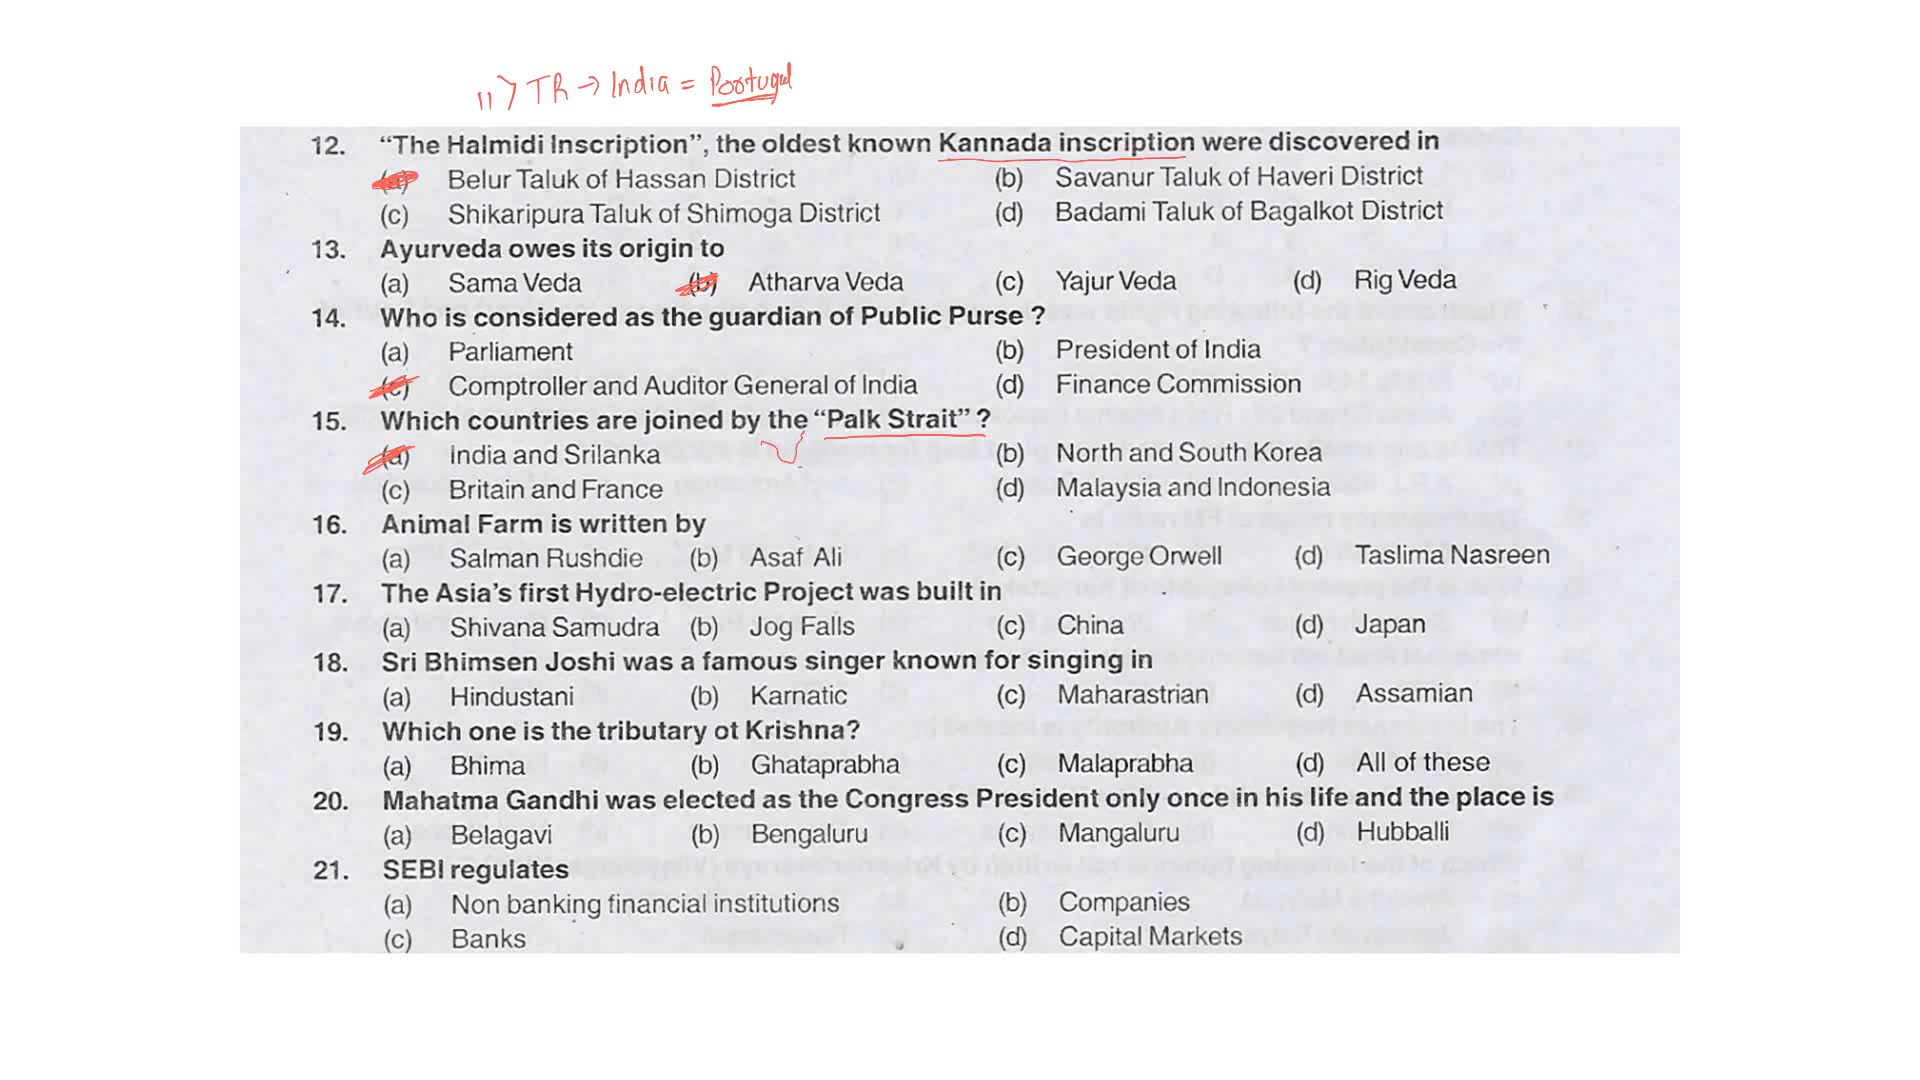 11> TR → India = Pootugal
12. “The Halmidi Inscription”, the oldest known Kannada inscription were discovered in
(a) Belur Taluk of Hassan District (b) Savanur Taluk of Haveri District
(c) Shikaripura Taluk of Shimoga District (d) Badami Taluk of Bagalkot District
13. Ayurveda owes its origin to
(a) Sama Veda (b) Atharva Veda (c) Yajur Veda (d) Rig Veda
14. Who is considered as the guardian of Public Purse ?
(a) Parliament (b) President of India
(c) Comptroller and Auditor General of India (d) Finance Commission
15. Which countries are joined by the “Palk Strait” ?
(a) India and Srilanka (b) North and South Korea
(c) Britain and France (d) Malaysia and Indonesia
16. Animal Farm is written by
(a) Salman Rushdie (b) Asaf Ali (c) George Orwell (d) Taslima Nasreen
17. The Asia’s first Hydro-electric Project was built in
(a) Shivana Samudra (b) Jog Falls (c) China (d) Japan
18. Sri Bhimsen Joshi was a famous singer known for singing in
(a) Hindustani (b) Karnatic (c) Maharastrian (d) Assamian
19. Which one is the tributary ot Krishna?
(a) Bhima (b) Ghataprabha (c) Malaprabha (d) All of these
20. Mahatma Gandhi was elected as the Congress President only once in his life and the place is
(a) Belagavi (b) Bengaluru (c) Mangaluru (d) Hubballi
21. SEBI regulates
(a) Non banking financial institutions (b) Companies
(c) Banks (d) Capital Markets